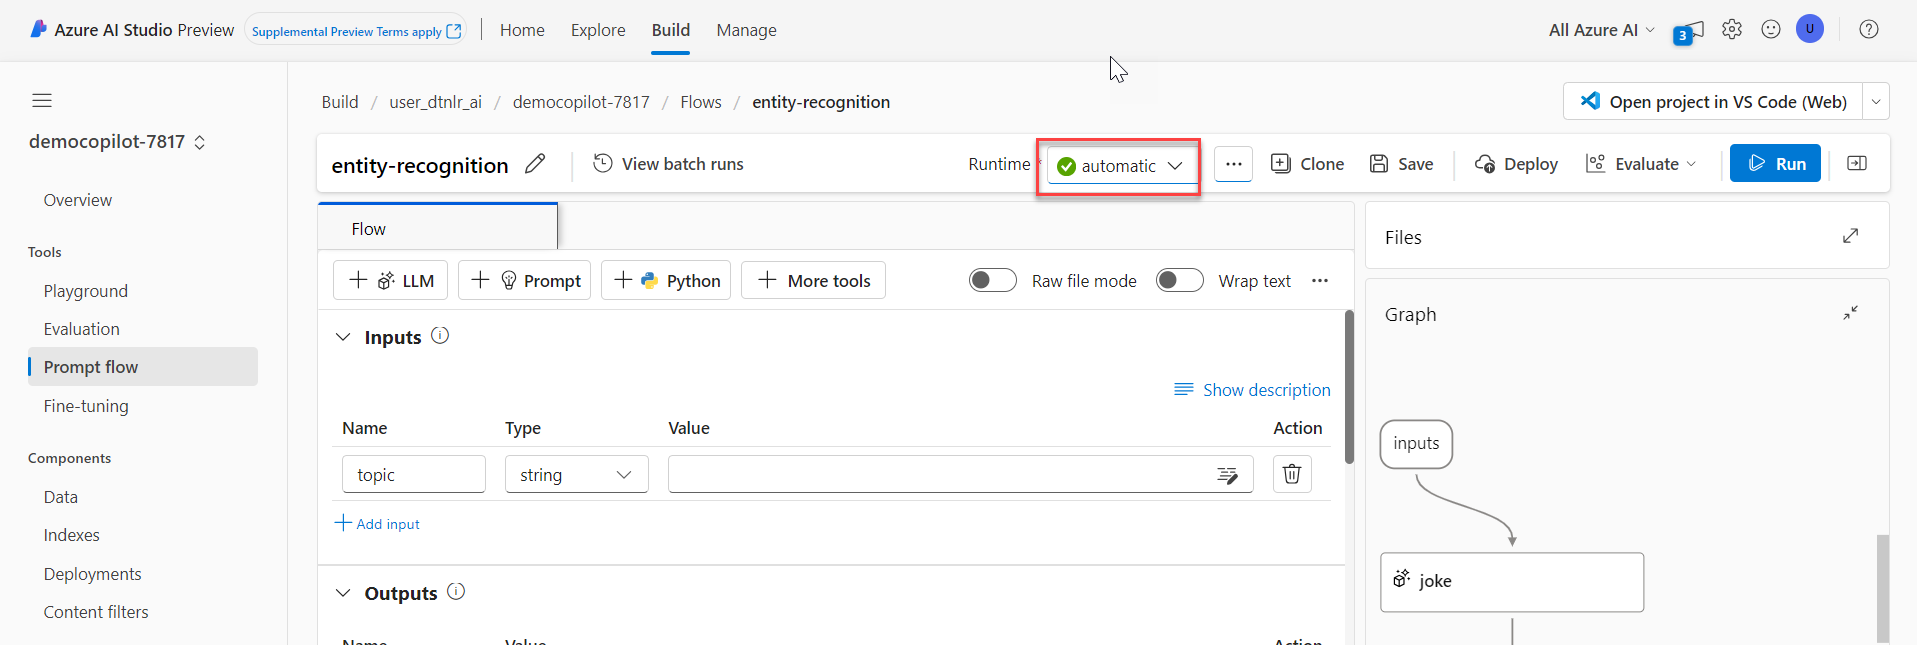 Azure AI Studio Preview
Supplemental Preview Terms apply
Home
Explore
Build
Manage
All Azure AI
3
U
democopilot-7817
Overview
Tools
Playground
Evaluation
Prompt flow
Fine-tuning
Components
Data
Indexes
Deployments
Content filters
Build / user_dtnlr_ai / democopilot-7817 / Flows / entity-recognition
Open project in VS Code (Web)
entity-recognition
View batch runs
Runtime *
automatic
Clone
Save
Deploy
Evaluate
Run
Flow
LLM
Prompt
Python
More tools
Raw file mode
Wrap text
Inputs
Show description
Name Type Value Action
topic string
Add input
Outputs
Name Value Action
Files
Graph
inputs
joke